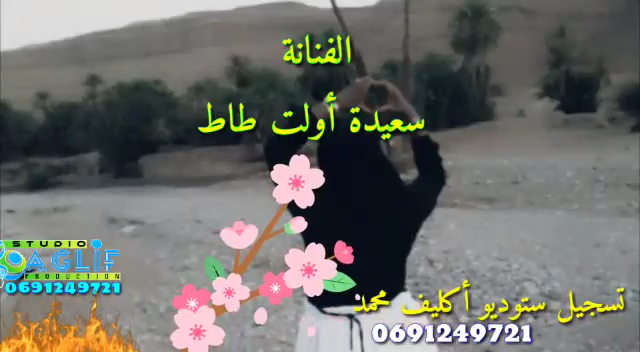 الفنانة
سعيدة أولت طاط
STUDIO
AGLIF
PRODUCTION
0691249721
تسجيل ستوديو أكليف محمد
0691249721